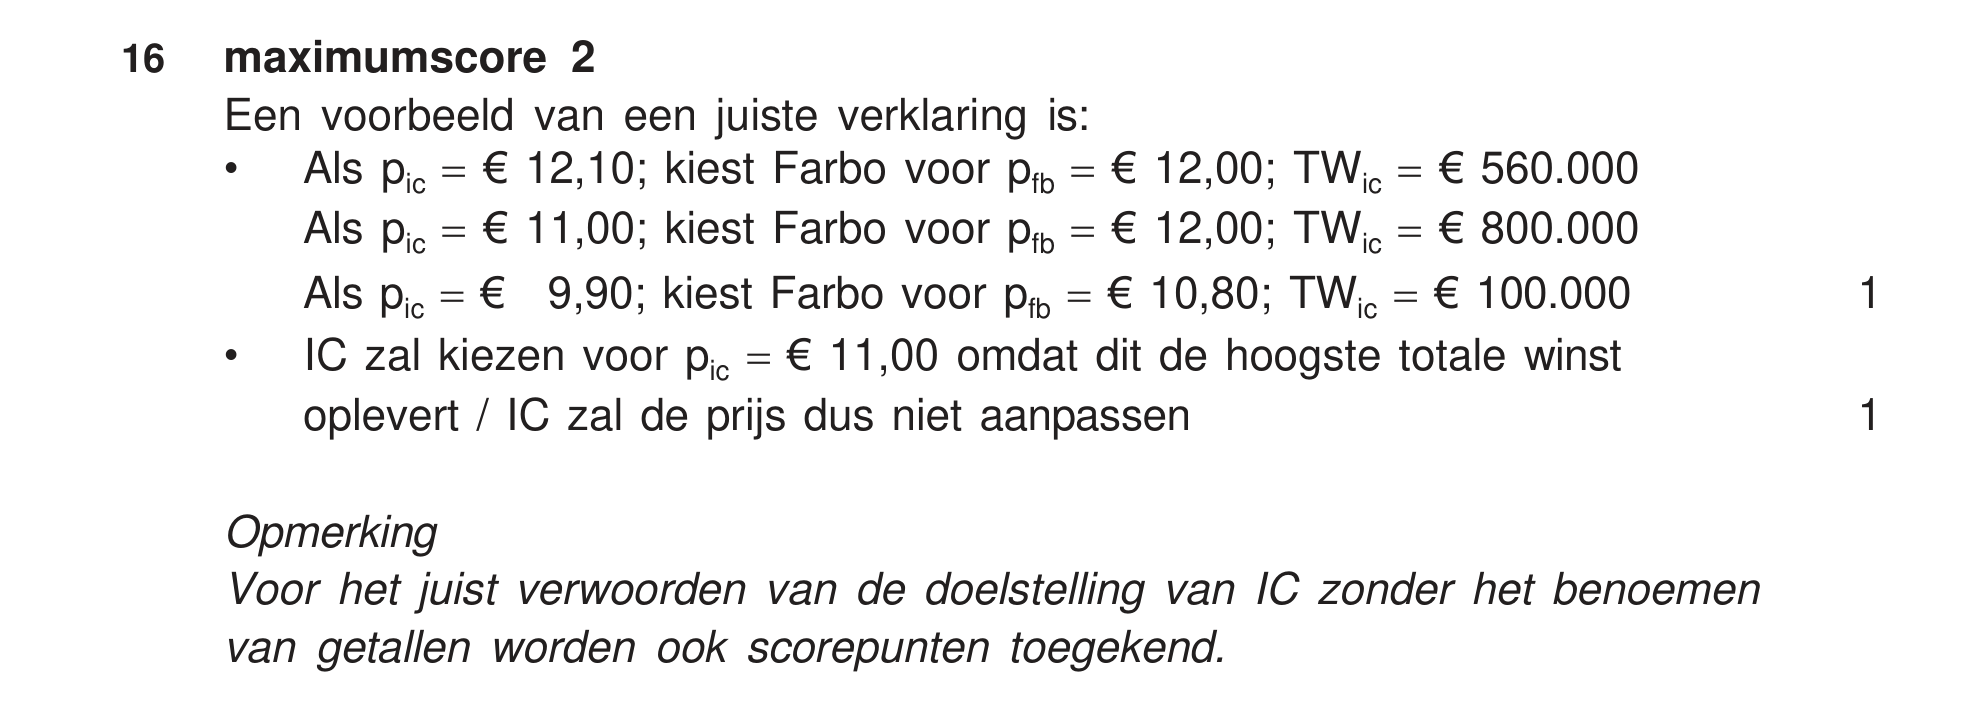 16 maximumscore 2
Een voorbeeld van een juiste verklaring is:
• Als pic = € 12,10; kiest Farbo voor pfb = € 12,00; TWic = € 560.000
Als pic = € 11,00; kiest Farbo voor pfb = € 12,00; TWic = € 800.000
Als pic = € 9,90; kiest Farbo voor pfb = € 10,80; TWic = € 100.000 1
• IC zal kiezen voor pic = € 11,00 omdat dit de hoogste totale winst
oplevert / IC zal de prijs dus niet aanpassen 1
Opmerking
Voor het juist verwoorden van de doelstelling van IC zonder het benoemen
van getallen worden ook scorepunten toegekend.